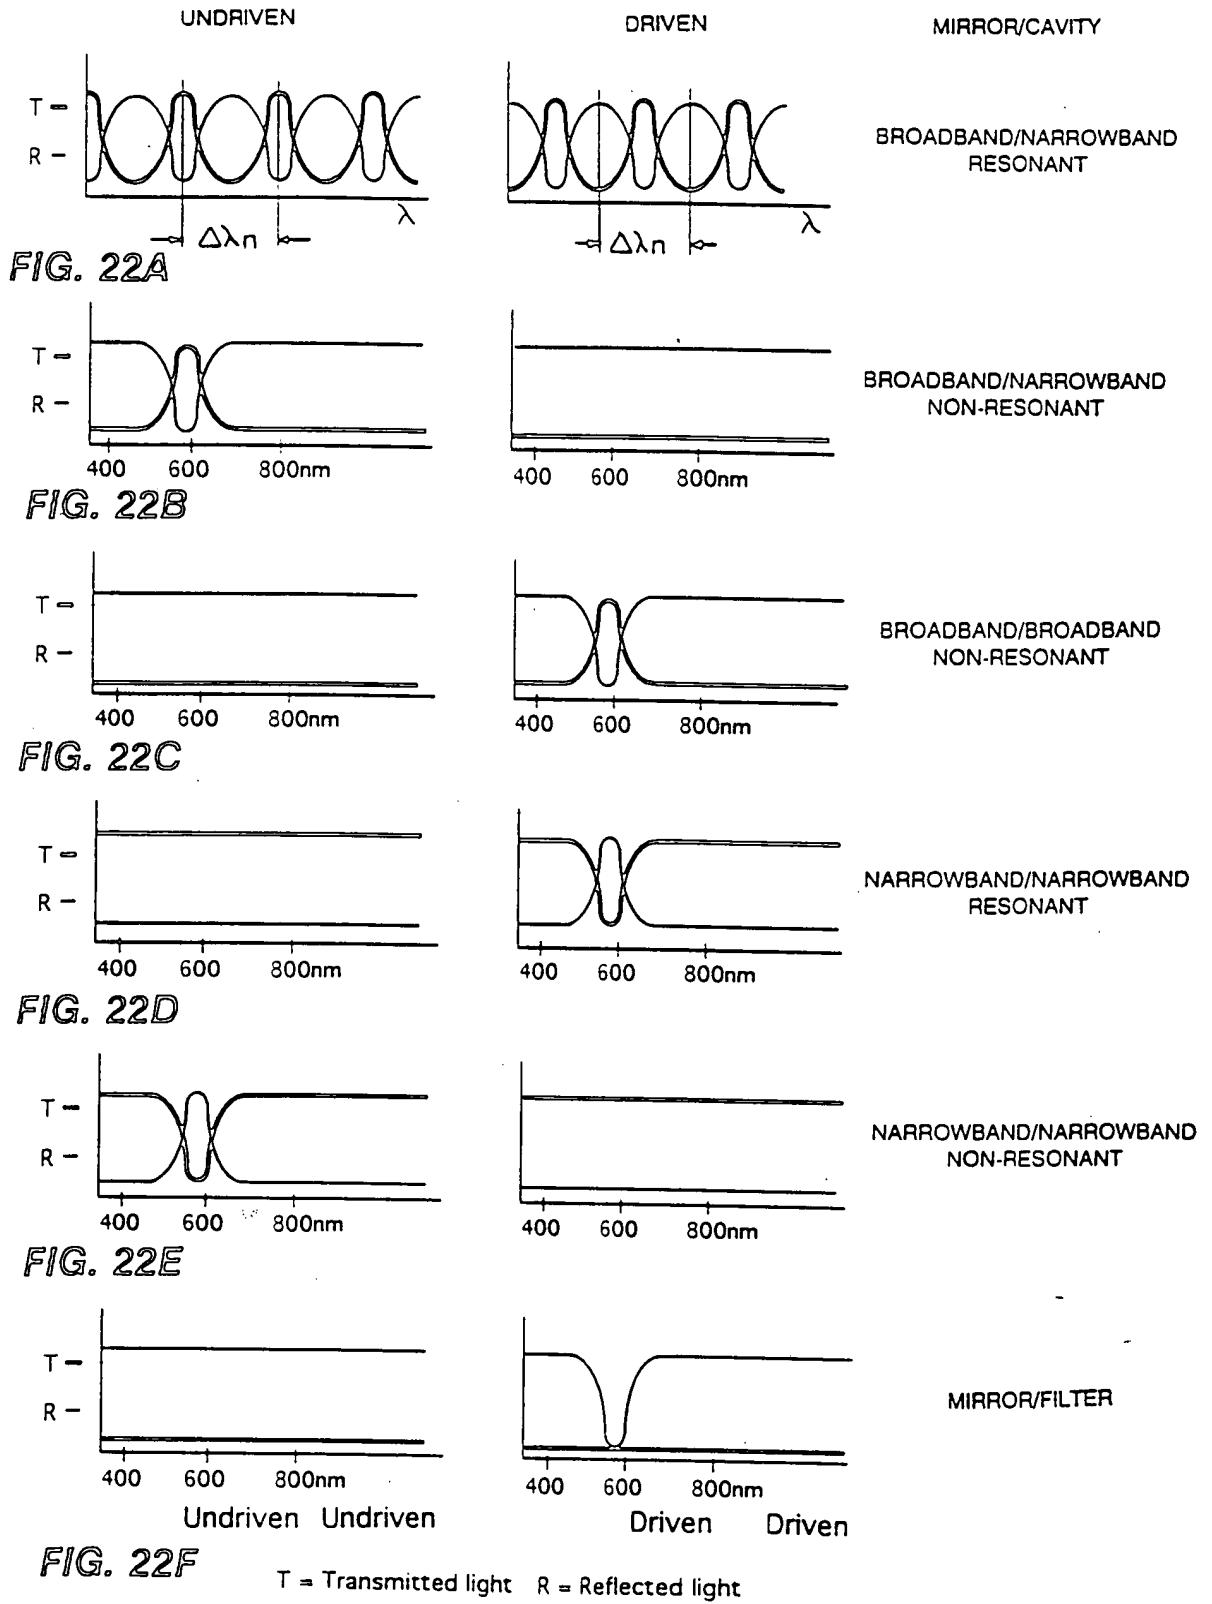 UNDRIVEN
DRIVEN
MIRROR/CAVITY
T
R
λ
Δλn
λ
Δλn
BROADBAND/NARROWBAND
RESONANT
FIG. 22A
T
R
400 600 800nm
400 600 800nm
BROADBAND/NARROWBAND
NON-RESONANT
FIG. 22B
T
R
400 600 800nm
400 600 800nm
BROADBAND/BROADBAND
NON-RESONANT
FIG. 22C
T
R
400 600 800nm
400 600 800nm
NARROWBAND/NARROWBAND
RESONANT
FIG. 22D
T
R
400 600 800nm
400 600 800nm
NARROWBAND/NARROWBAND
NON-RESONANT
FIG. 22E
T
R
400 600 800nm
400 600 800nm
MIRROR/FILTER
Undriven Undriven
Driven Driven
FIG. 22F
T = Transmitted light R = Reflected light